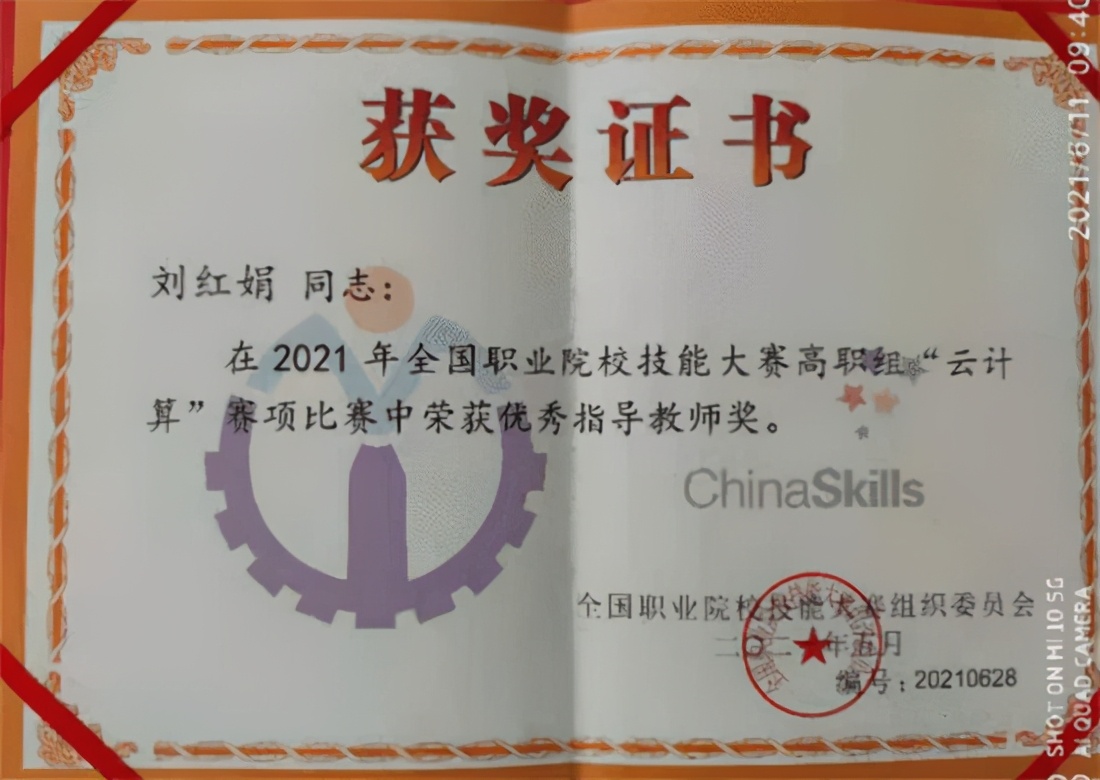 获奖证书
刘红娟 同志：
在 2021 年全国职业院校技能大赛高职组“云计
算”赛项比赛中荣获优秀指导教师奖。
ChinaSkills
全国职业院校技能大赛组织委员会
二〇二一年五月
编号：20210628
2021/6/11 09:40
SHOT ON MI 10 5G
AI QUAD CAMERA